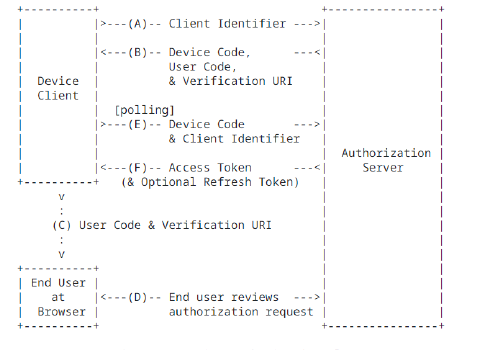 >---(A)-- Client Identifier --->
<---(B)-- Device Code, ---<
User Code,
& Verification URI
Device
Client
[polling]
>---(E)-- Device Code --->
& Client Identifier
Authorization
Server
<---(F)-- Access Token ---<
(& Optional Refresh Token)
v
:
(C) User Code & Verification URI
:
v
End User
at
Browser
<---(D)-- End user reviews --->
authorization request